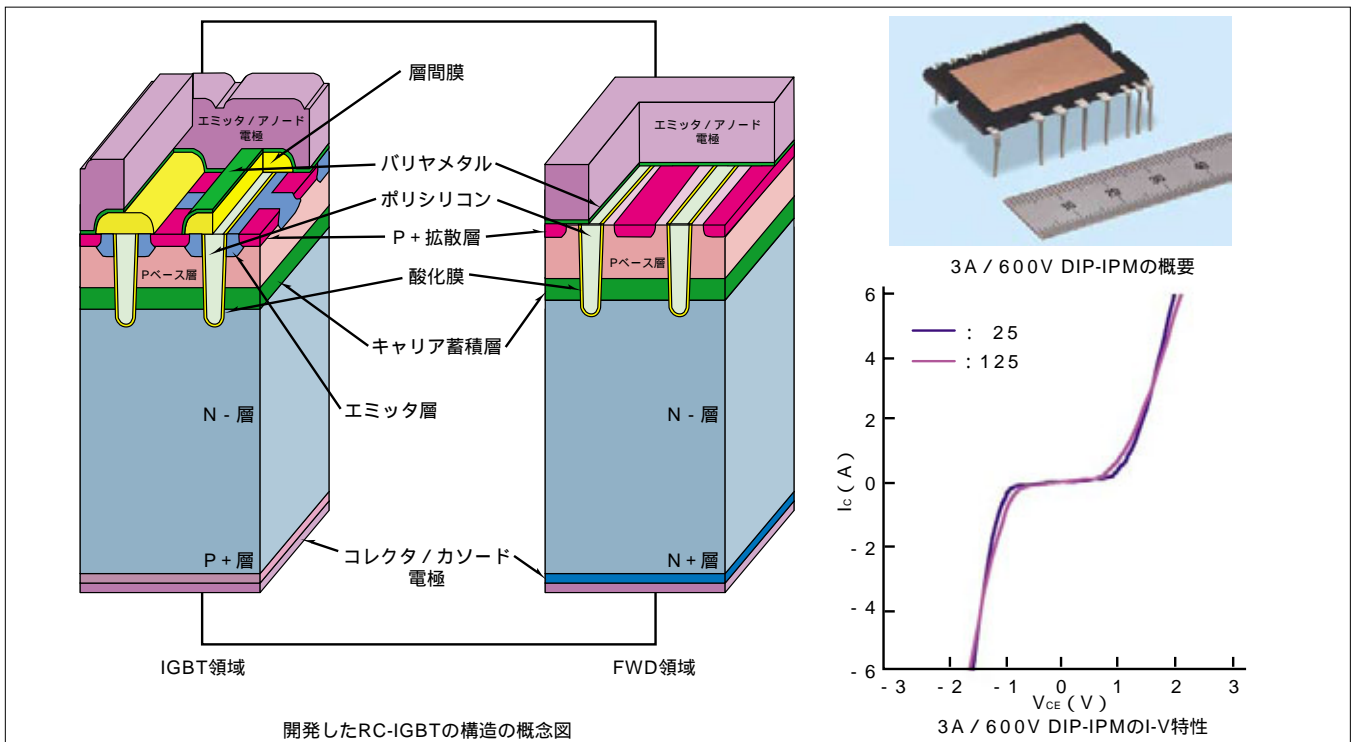 層間膜
エミッタ/アノード
電極
バリヤメタル
ポリシリコン
P+拡散層
Pベース層
酸化膜
キャリア蓄積層
エミッタ層
N-層
P+層
コレクタ/カソード
電極
IGBT領域
エミッタ/アノード
電極
Pベース層
N-層
N+層
FWD領域
開発したRC-IGBTの構造の概念図
3A/600V DIP-IPMの概要
: 25
: 125
6
4
2
0
-2
-4
-6
IC(A)
-3 -2 -1 0 1 2 3
VCE(V)
3A/600V DIP-IPMのI-V特性